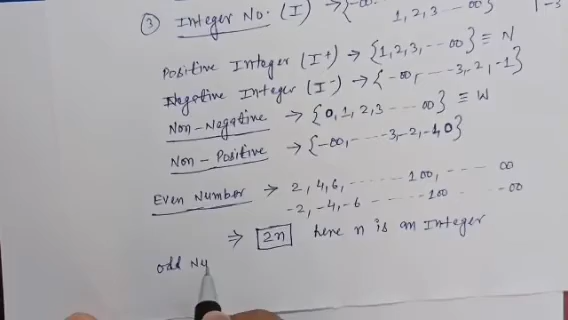 ③ Integer No. (I) → {-∞.
1, 2, 3 --- ∞}
Positive Integer (I+) → {1, 2, 3, --- ∞} ≡ N
Negative Integer (I-) → {-∞, ---- -3, -2, -1}
Non-Negative → {0, 1, 2, 3 ---- ∞} ≡ W
Non-Positive → {-∞, ----- -3, -2, -1, 0}
Even Number → 2, 4, 6, ------- 100, ---- ∞
-2, -4, -6 ------- -100 ---- -∞
⇒ 2n here n is an Integer
odd Nu